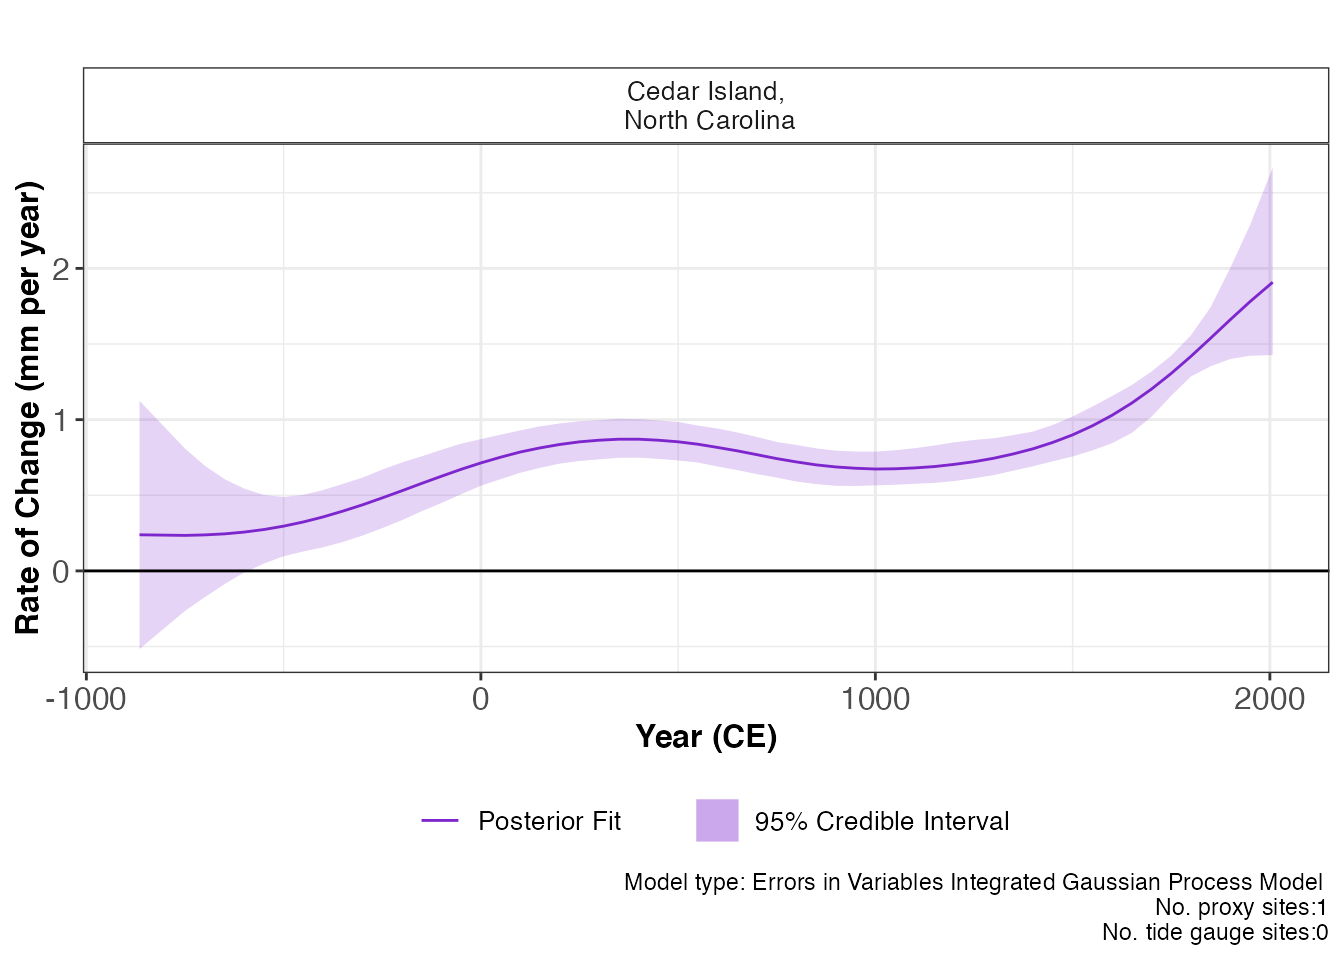 Cedar Island,
North Carolina
Rate of Change (mm per year)
2
1
0
-1000
0
1000
2000
Year (CE)
Posterior Fit
95% Credible Interval
Model type: Errors in Variables Integrated Gaussian Process Model
No. proxy sites:1
No. tide gauge sites:0